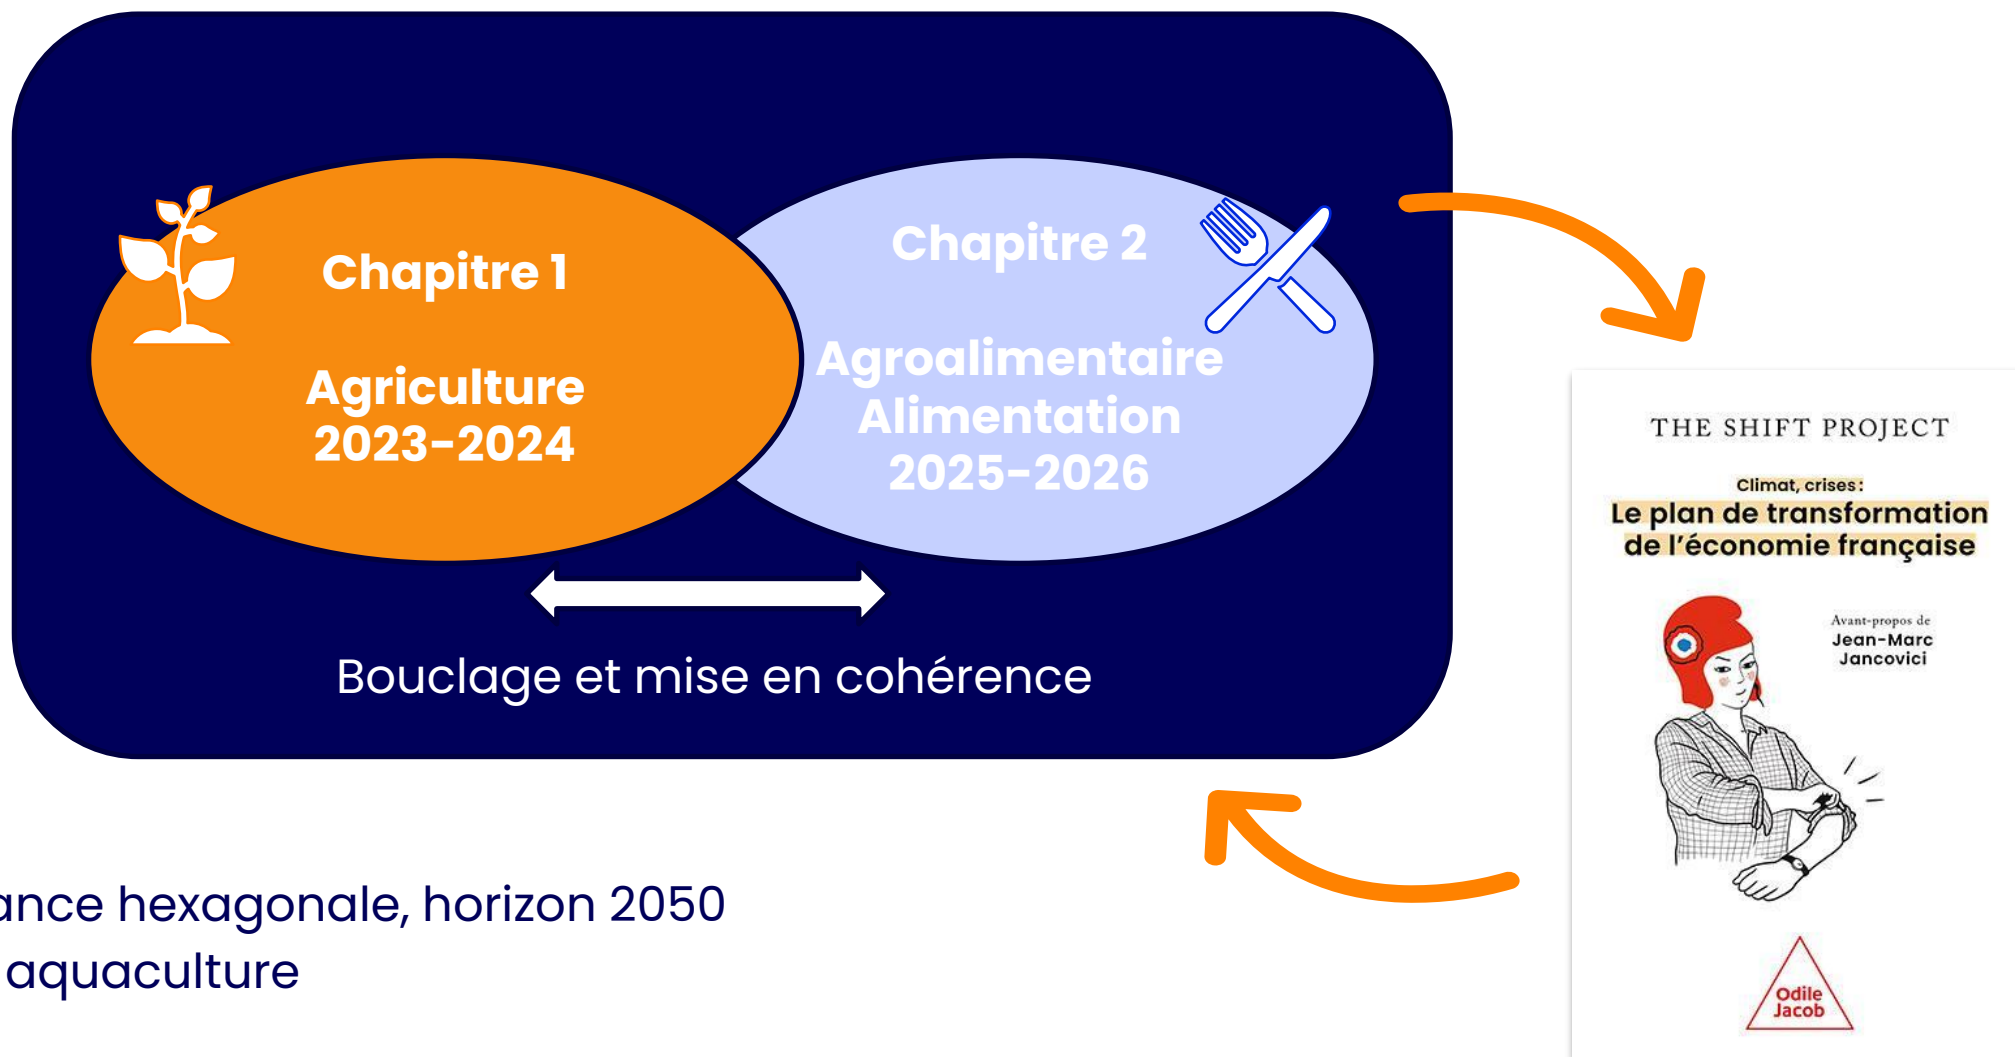 Chapitre 1
Agriculture
2023-2024
Chapitre 2
Agroalimentaire
Alimentation
2025-2026
Bouclage et mise en cohérence
THE SHIFT PROJECT
Climat, crises :
Le plan de transformation
de l'économie française
Avant-propos de
Jean-Marc
Jancovici
Odile
Jacob
hexagonale, horizon 2050
aquaculture